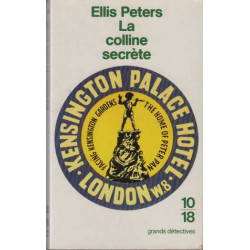 Ellis Peters
La
colline
secrète
KENSINGTON PALACE HOTEL
FACING KENSINGTON GARDENS
THE HOME OF PETER PAN
LONDON W.8
10
18
grands détectives